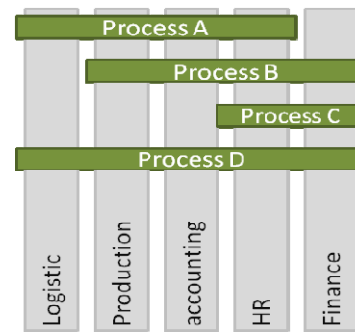 Process A
Process B
Process C
Process D
Logistic
Production
accounting
HR
Finance